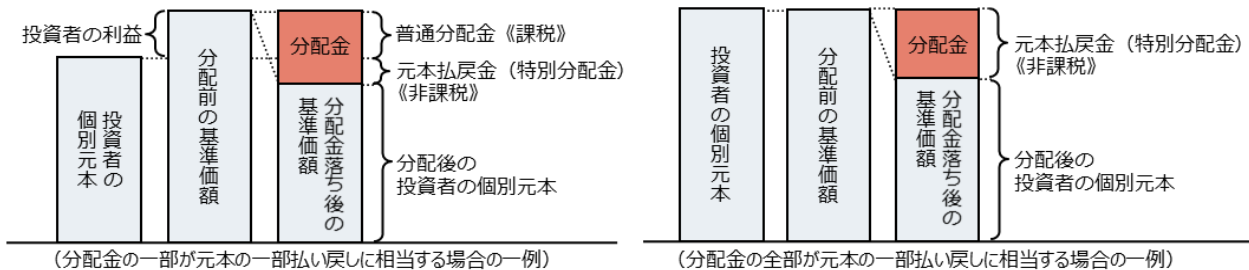 投資者の利益
投資者の
個別元本
分配前の基準価額
分配金
分配金落ち後の
基準価額
普通分配金《課税》
元本払戻金（特別分配金）
《非課税》
分配後の
投資者の個別元本
（分配金の一部が元本の一部払い戻しに相当する場合の一例）
投資者の個別元本
分配前の基準価額
分配金
分配金落ち後の
基準価額
元本払戻金（特別分配金）
《非課税》
分配後の
投資者の個別元本
（分配金の全部が元本の一部払い戻しに相当する場合の一例）